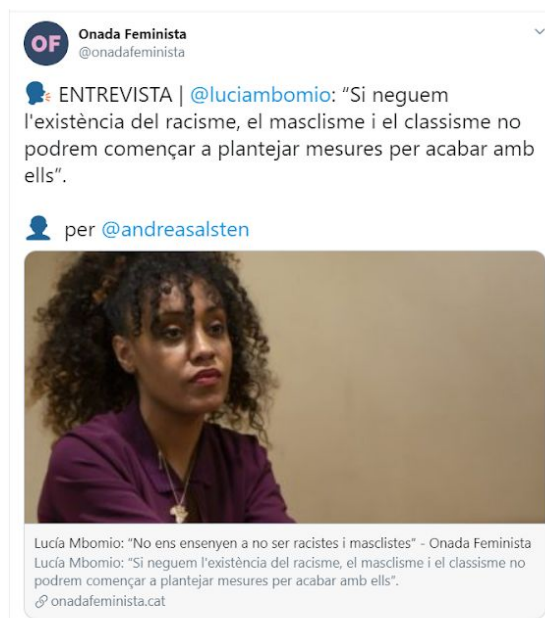 OF
Onada Feminista
@onadafeminista
ENTREVISTA | @luciambomio: “Si neguem
l'existència del racisme, el masclisme i el classisme no
podrem començar a plantejar mesures per acabar amb
ells”.
per @andreasalsten
Lucía Mbomio: “No ens ensenyen a no ser racistes i masclistes” - Onada Feminista
Lucía Mbomio: “Si neguem l’existència del racisme, el masclisme i el classisme no
podrem començar a plantejar mesures per acabar amb ells”.
onadafeminista.cat